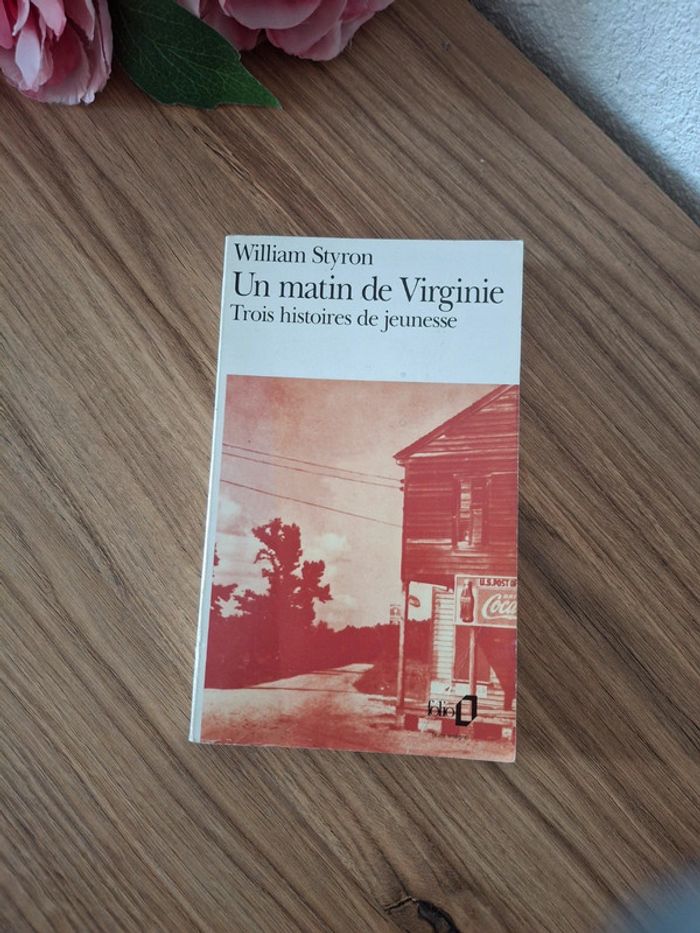 William Styron
Un matin de Virginie
Trois histoires de jeunesse
U.S. POST OF
Coca
folio